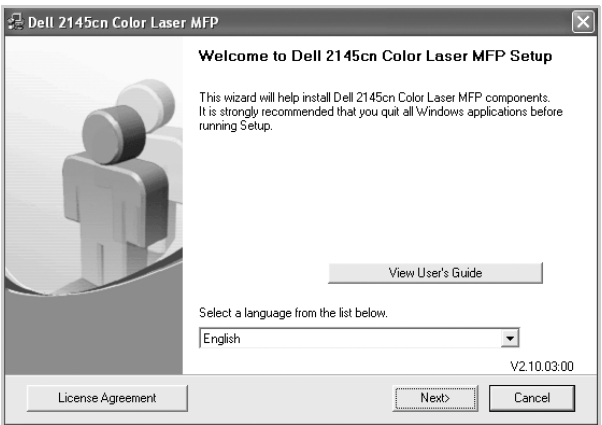 Dell 2145cn Color Laser MFP
Welcome to Dell 2145cn Color Laser MFP Setup
This wizard will help install Dell 2145cn Color Laser MFP components.
It is strongly recommended that you quit all Windows applications before
running Setup.
View User's Guide
Select a language from the list below.
English
V2.10.03:00
License Agreement
Next>
Cancel